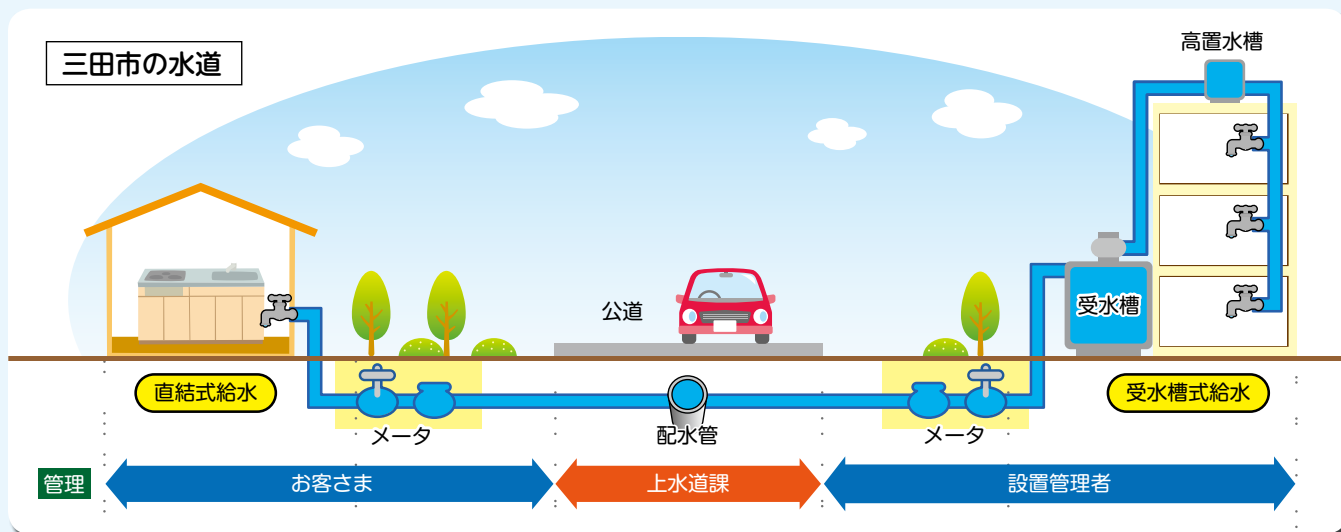 三田市の水道
高置水槽
公道
受水槽
直結式給水
受水槽式給水
メータ
配水管
メータ
管理
お客さま
上水道課
設置管理者